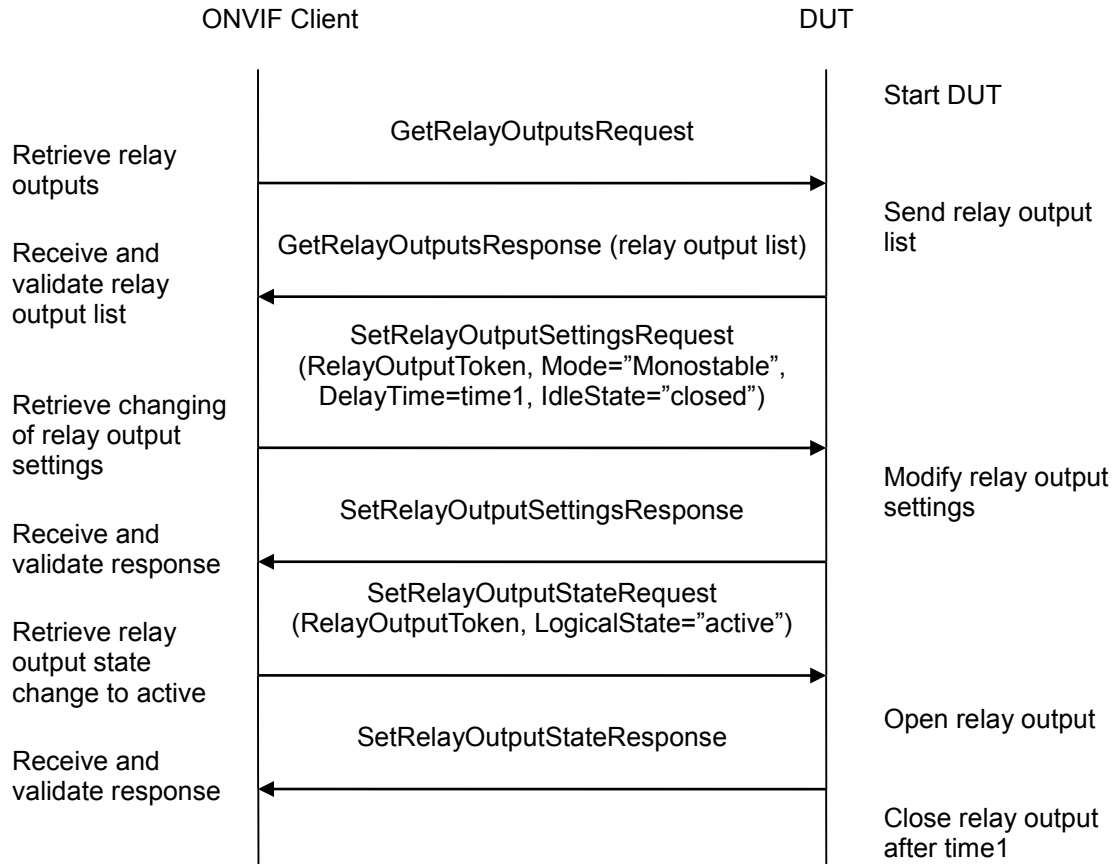 ONVIF Client
DUT
Start DUT
GetRelayOutputsRequest
Retrieve relay
outputs
Send relay output
list
GetRelayOutputsResponse (relay output list)
Receive and
validate relay
output list
SetRelayOutputSettingsRequest
(RelayOutputToken, Mode=”Monostable”,
DelayTime=time1, IdleState=”closed”)
Retrieve changing
of relay output
settings
Modify relay output
settings
SetRelayOutputSettingsResponse
Receive and
validate response
SetRelayOutputStateRequest
(RelayOutputToken, LogicalState=”active”)
Retrieve relay
output state
change to active
Open relay output
SetRelayOutputStateResponse
Receive and
validate response
Close relay output
after time1